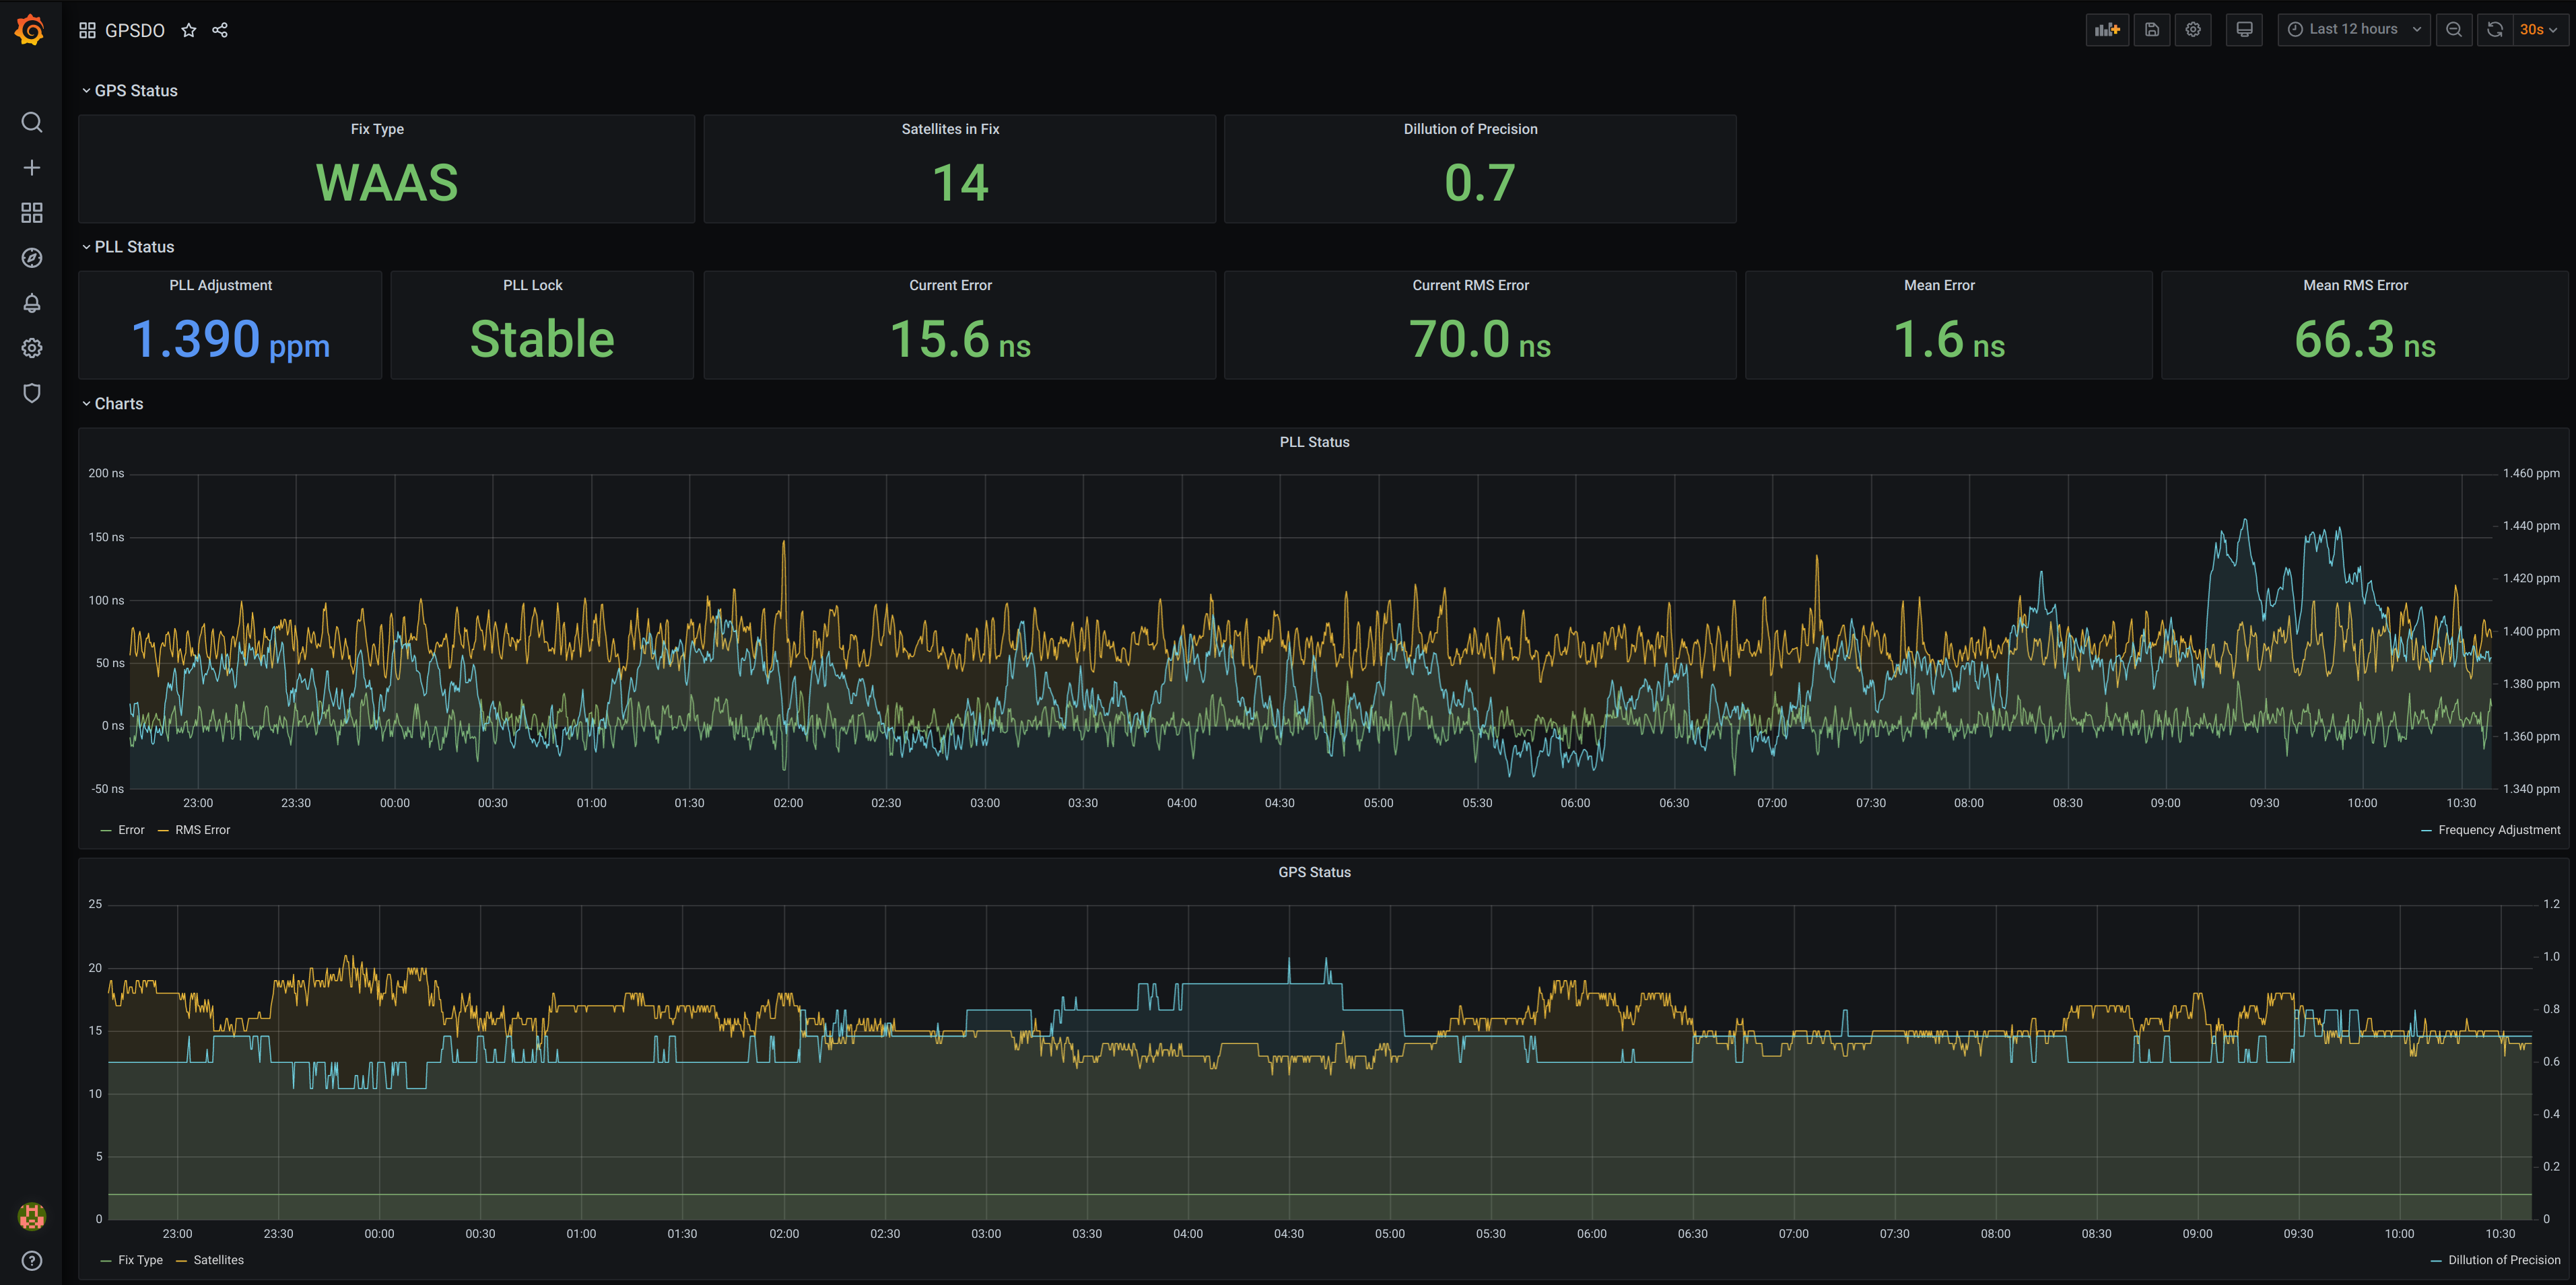 GPSDO
Last 12 hours
30s
GPS Status
Fix Type
Satellites in Fix
Dillution of Precision
WAAS
14
0.7
PLL Status
PLL Adjustment
PLL Lock
Current Error
Current RMS Error
Mean Error
Mean RMS Error
1.390 ppm
Stable
15.6 ns
70.0 ns
1.6 ns
66.3 ns
Charts
PLL Status
200 ns
150 ns
100 ns
50 ns
0 ns
-50 ns
1.460 ppm
1.440 ppm
1.420 ppm
1.400 ppm
1.380 ppm
1.360 ppm
1.340 ppm
23:00 23:30 00:00 00:30 01:00 01:30 02:00 02:30 03:00 03:30 04:00 04:30 05:00 05:30 06:00 06:30 07:00 07:30 08:00 08:30 09:00 09:30 10:00 10:30
Error RMS Error
Frequency Adjustment
GPS Status
25
20
15
10
5
0
1.2
1.0
0.8
0.6
0.4
0.2
0
23:00 23:30 00:00 00:30 01:00 01:30 02:00 02:30 03:00 03:30 04:00 04:30 05:00 05:30 06:00 06:30 07:00 07:30 08:00 08:30 09:00 09:30 10:00 10:30
Fix Type Satellites
Dillution of Precision